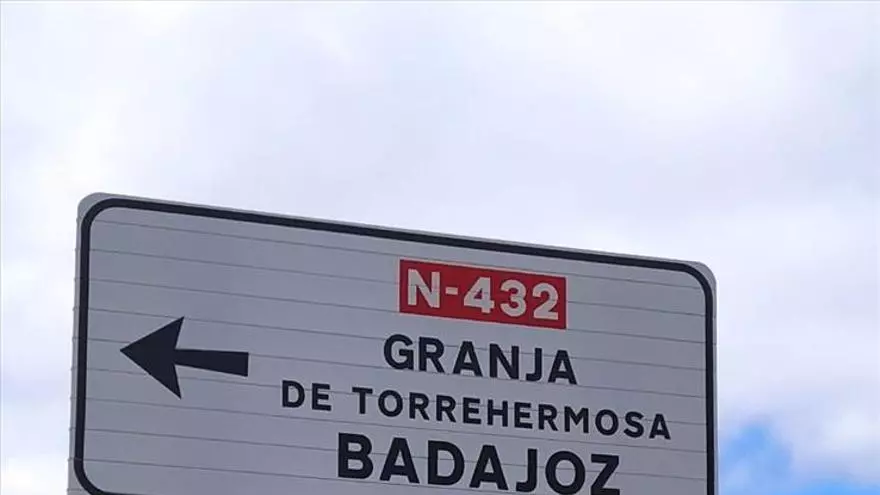 N-432
GRANJA
DE TORREHERMOSA
BADAJOZ